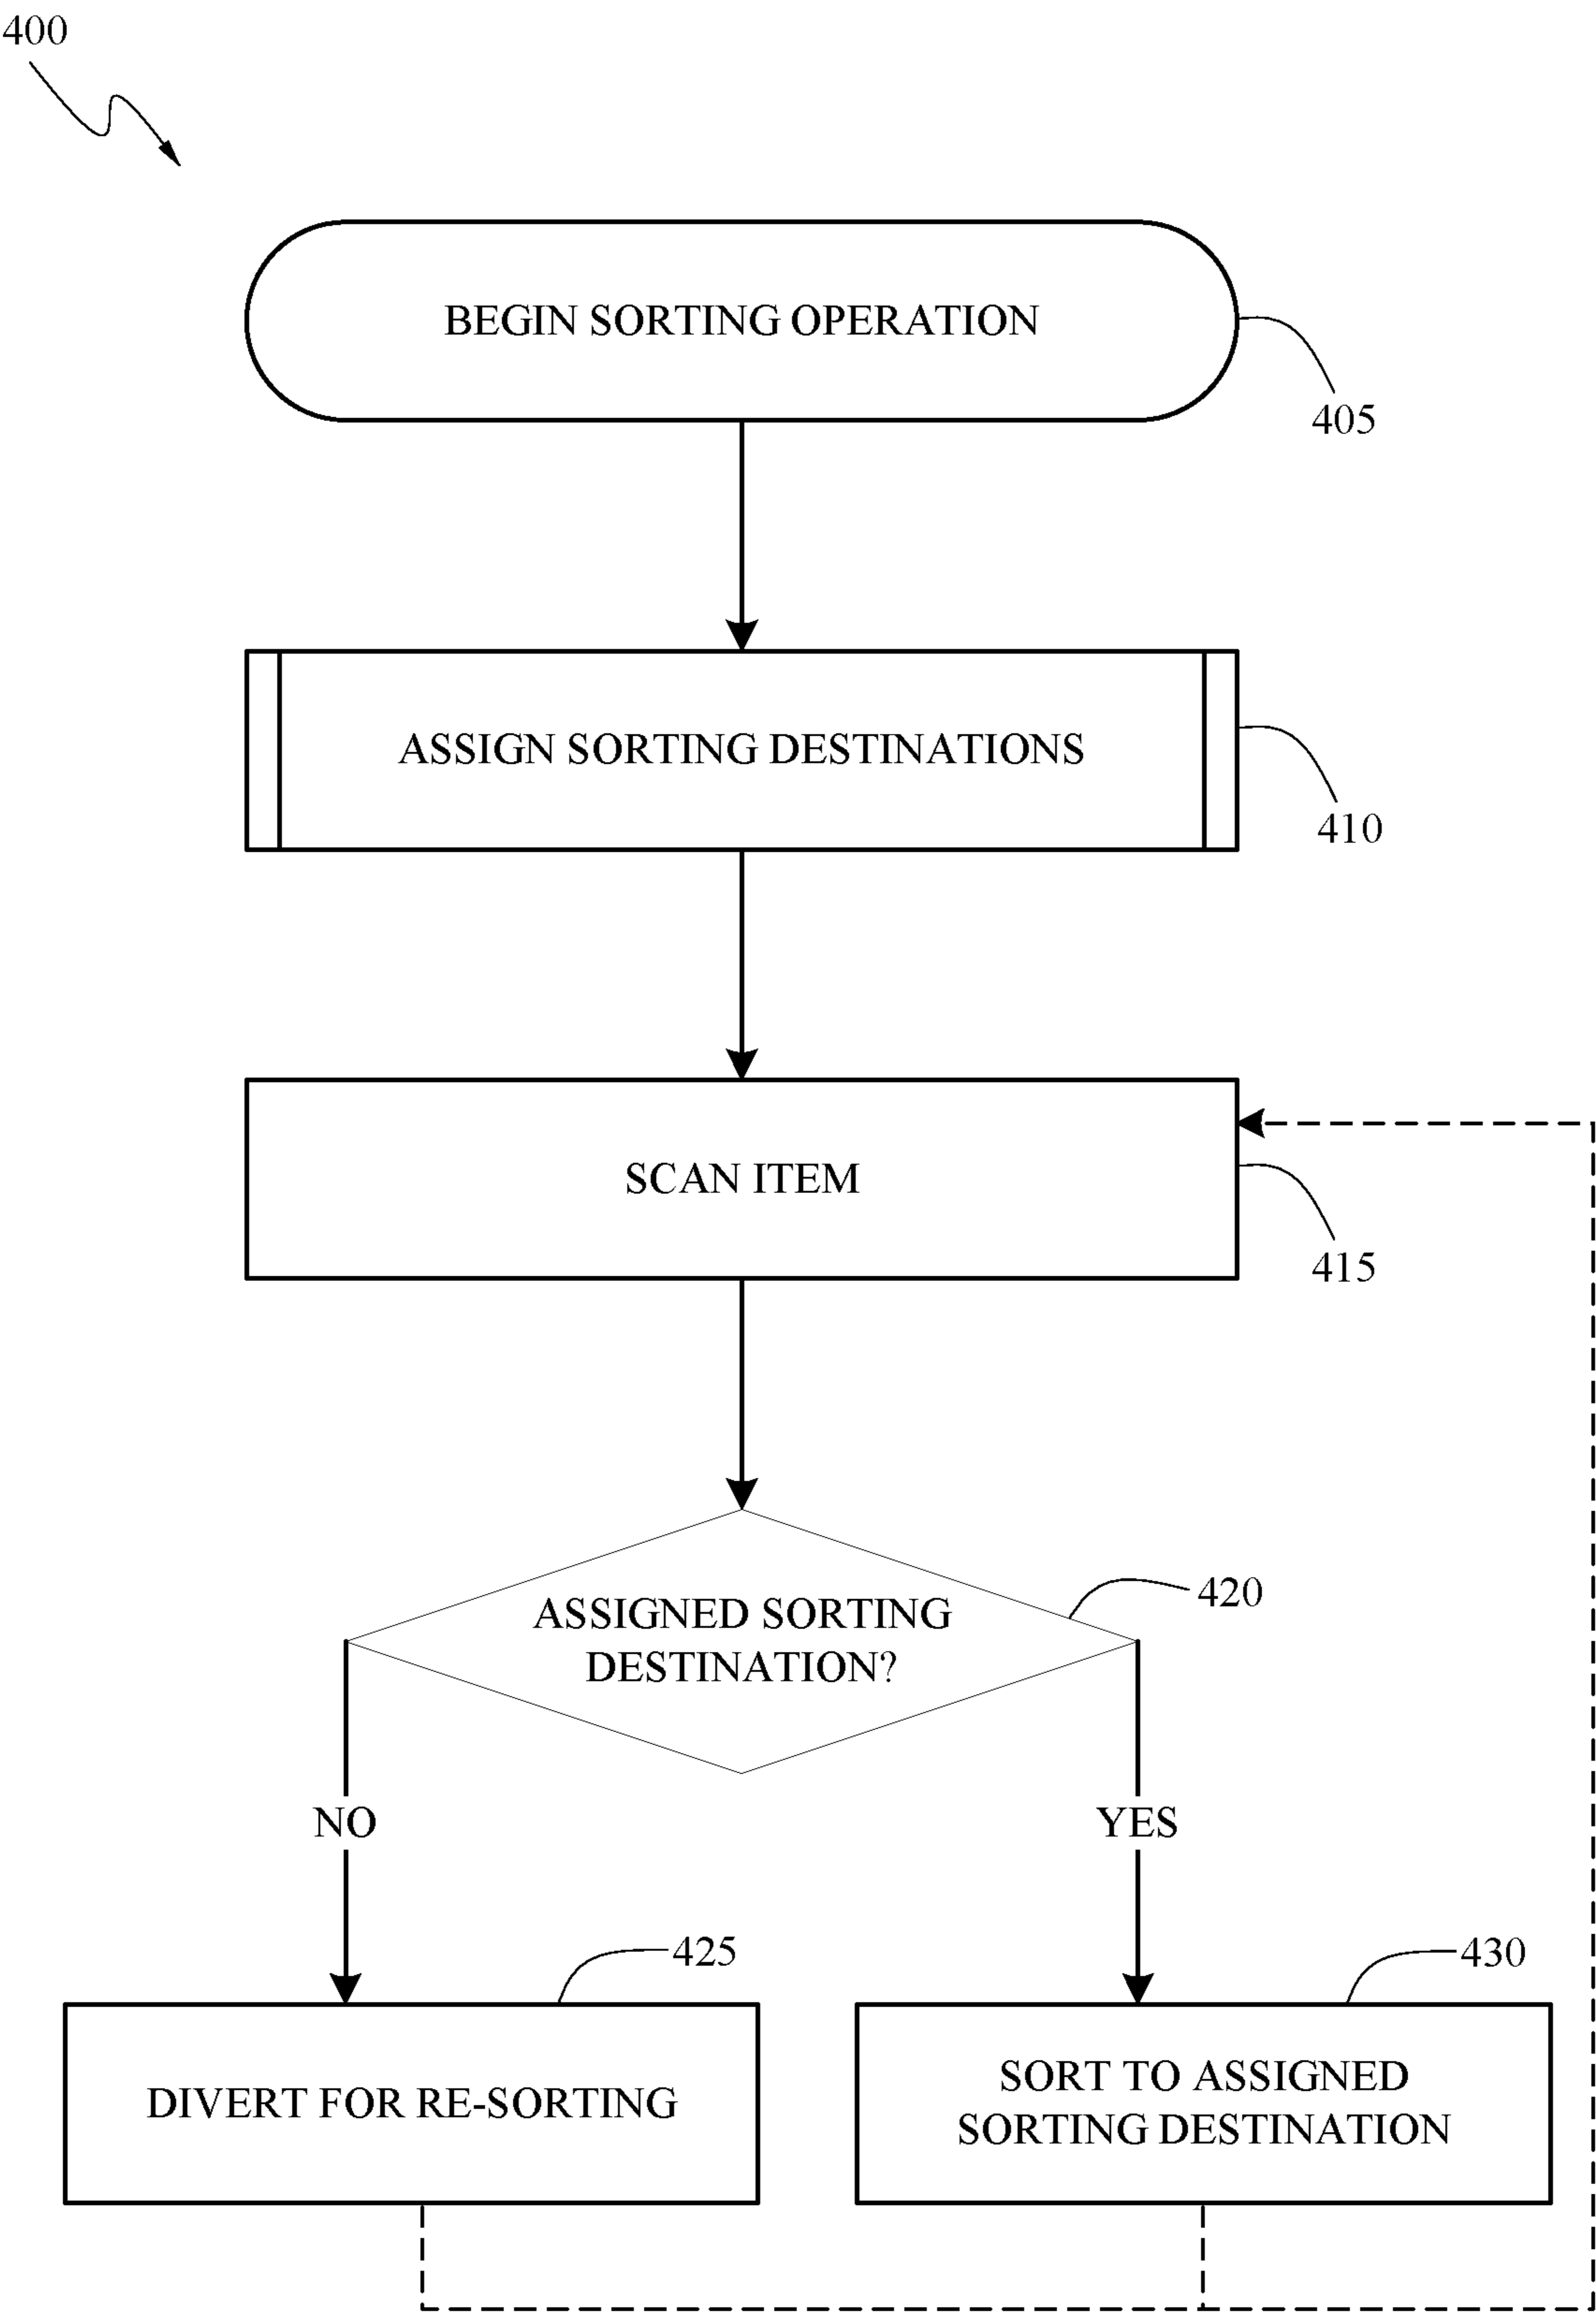 400
BEGIN SORTING OPERATION
405
ASSIGN SORTING DESTINATIONS
410
SCAN ITEM
415
ASSIGNED SORTING
DESTINATION?
420
NO
YES
425
430
DIVERT FOR RE-SORTING
SORT TO ASSIGNED
SORTING DESTINATION